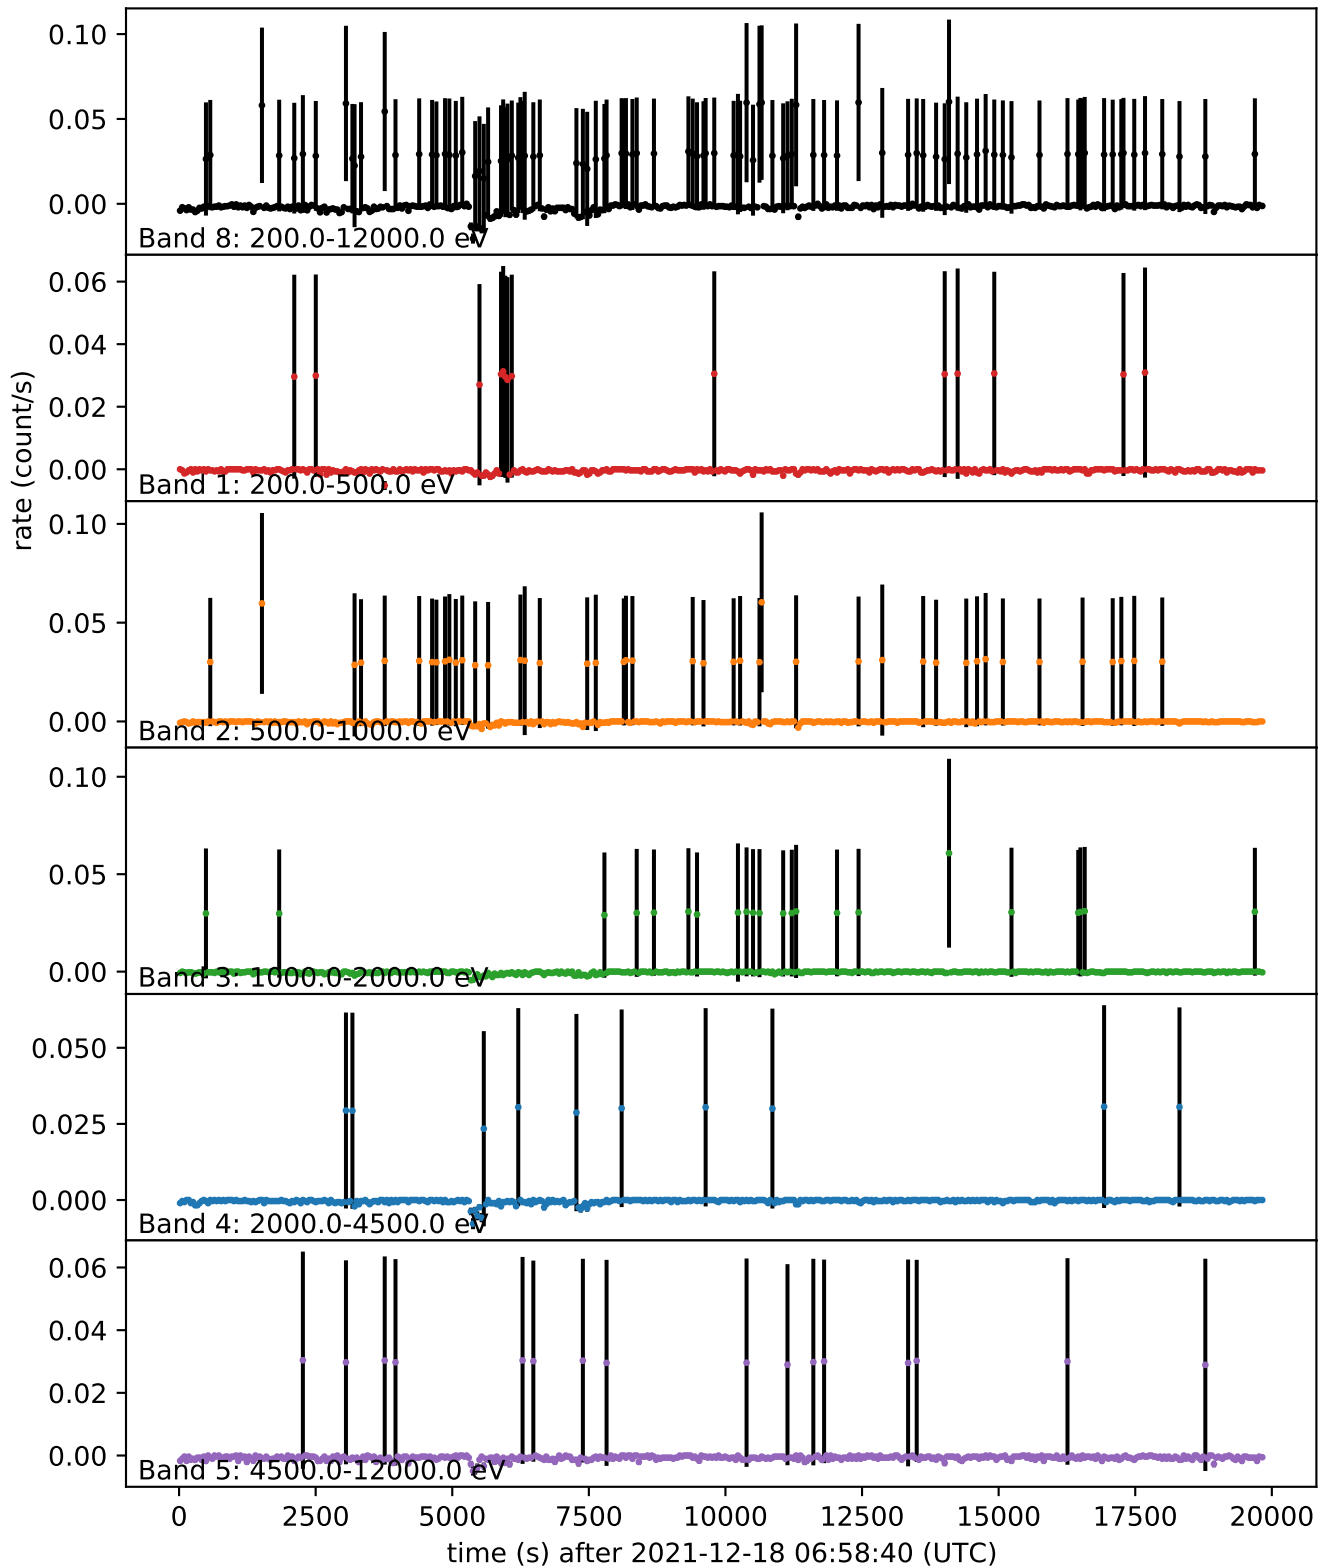 0.10
0.05
0.00
Band 8: 200.0-12000.0 eV
0.06
0.04
0.02
0.00
Band 1: 200.0-500.0 eV
rate (count/s)
0.10
0.05
0.00
Band 2: 500.0-1000.0 eV
0.10
0.05
0.00
Band 3: 1000.0-2000.0 eV
0.050
0.025
0.000
Band 4: 2000.0-4500.0 eV
0.06
0.04
0.02
0.00
Band 5: 4500.0-12000.0 eV
0 2500 5000 7500 10000 12500 15000 17500 20000
time (s) after 2021-12-18 06:58:40 (UTC)